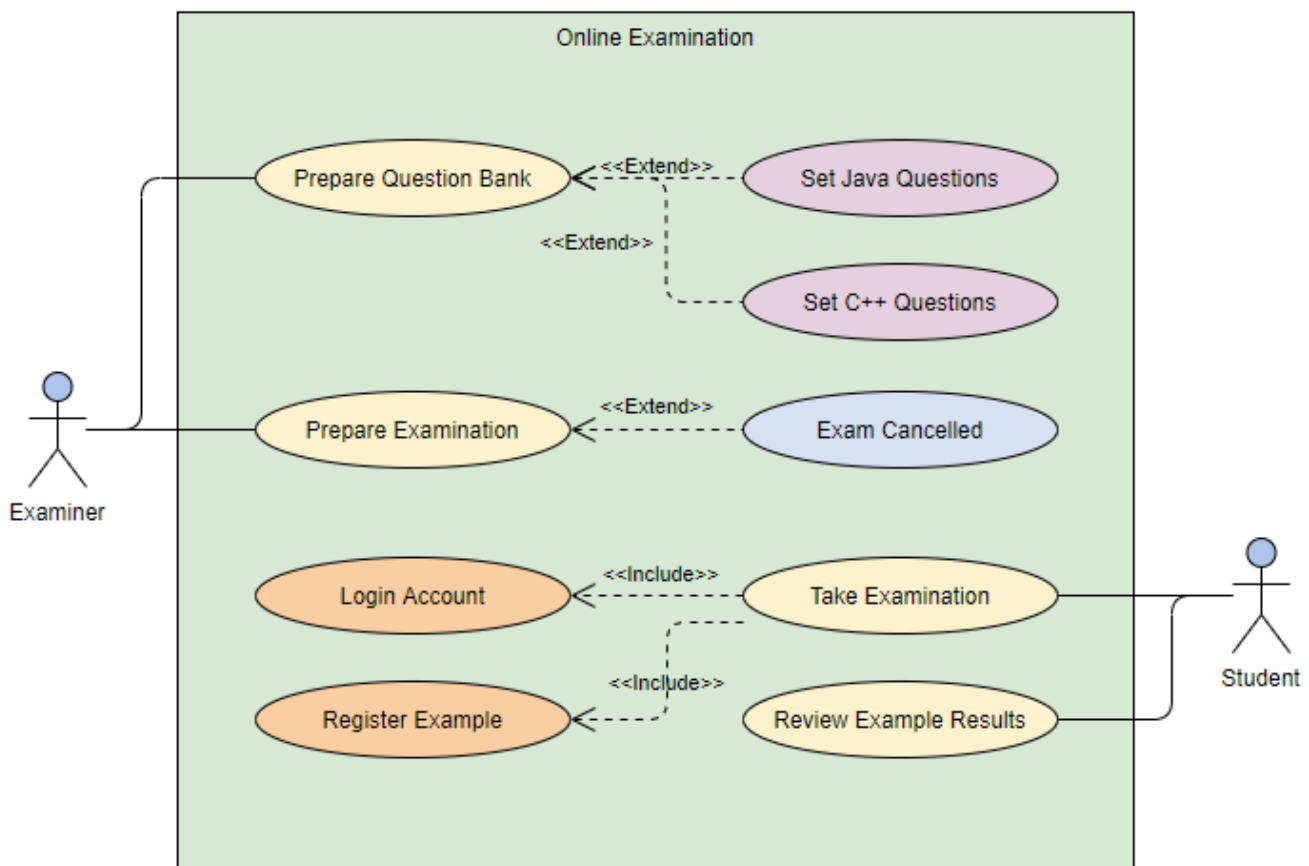 Online Examination
Prepare Question Bank
<<Extend>>
Set Java Questions
<<Extend>>
Set C++ Questions
Examiner
Prepare Examination
<<Extend>>
Exam Cancelled
Login Account
<<Include>>
Take Examination
Student
Register Example
<<Include>>
Review Example Results